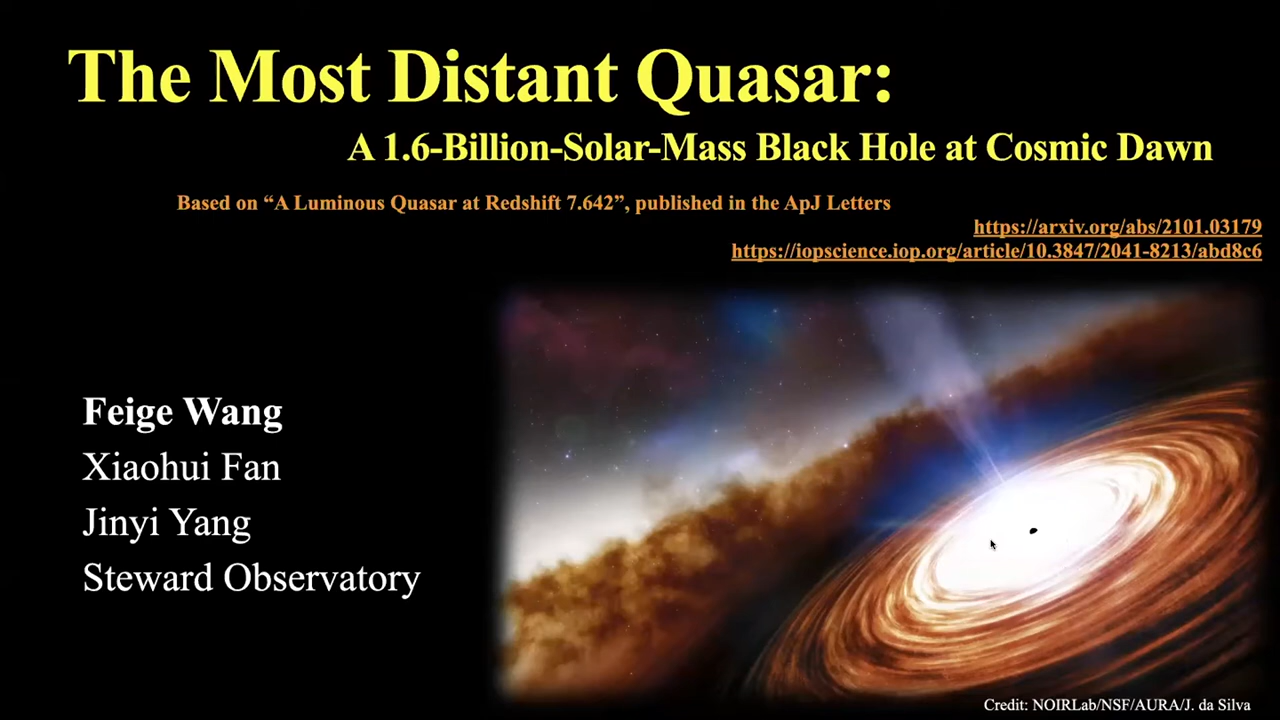 The Most Distant Quasar:
A 1.6-Billion-Solar-Mass Black Hole at Cosmic Dawn
Based on “A Luminous Quasar at Redshift 7.642”, published in the ApJ Letters
https://arxiv.org/abs/2101.03179
https://iopscience.iop.org/article/10.3847/2041-8213/abd8c6
Feige Wang
Xiaohui Fan
Jinyi Yang
Steward Observatory
Credit: NOIRLab/NSF/AURA/J. da Silva